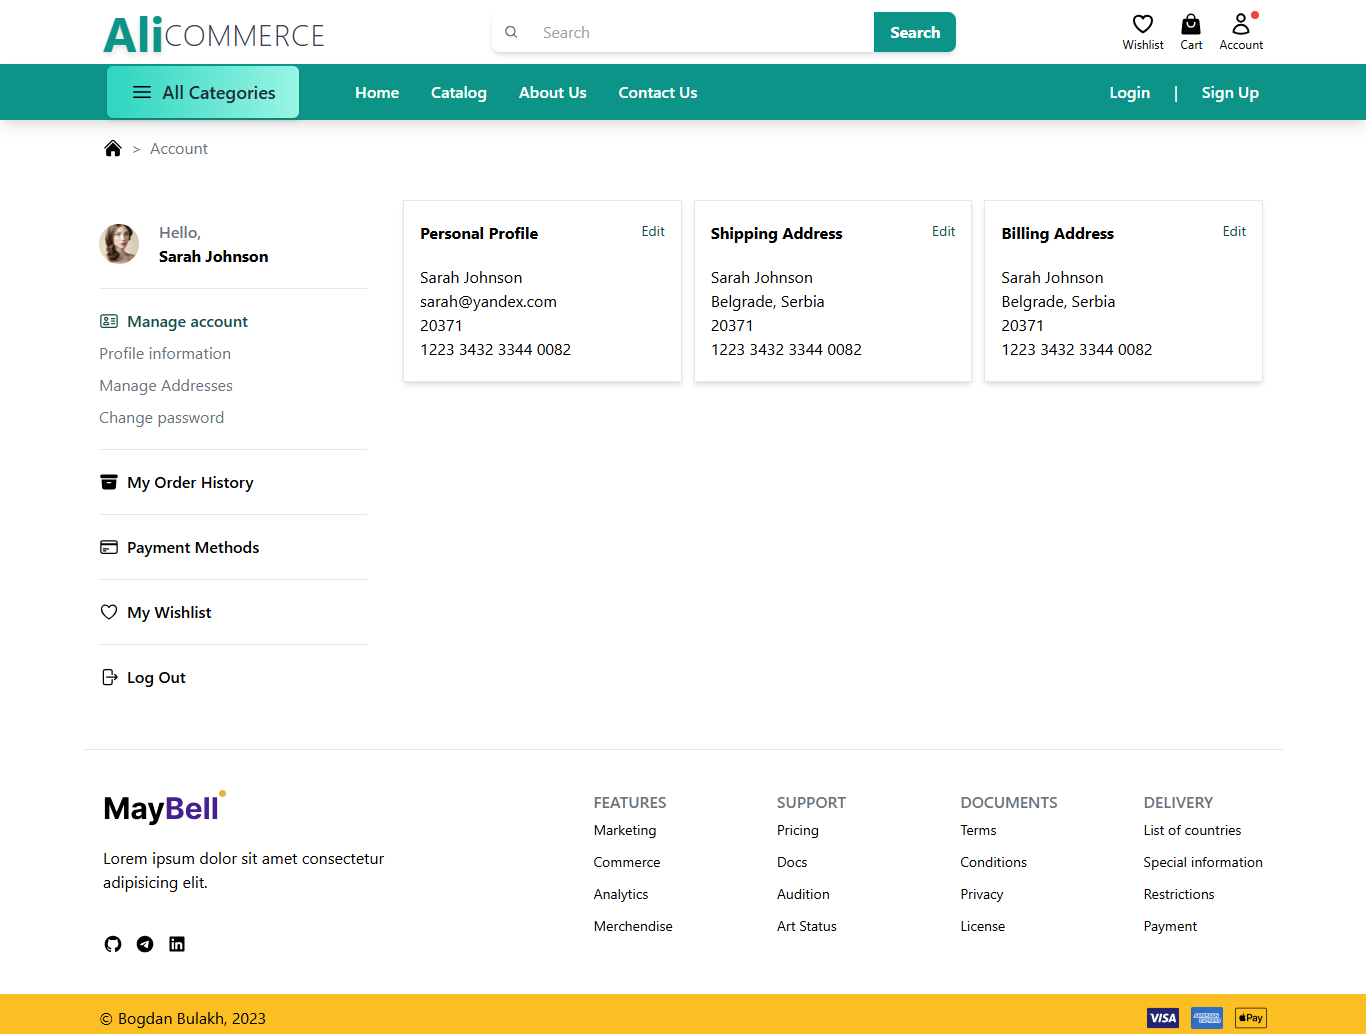 AliCOMMERCE
Search
Search
Wishlist
Cart
Account
All Categories
Home
Catalog
About Us
Contact Us
Login
|
Sign Up
> Account
Hello,
Sarah Johnson
Manage account
Profile information
Manage Addresses
Change password
My Order History
Payment Methods
My Wishlist
Log Out
Personal Profile
Edit
Sarah Johnson
sarah@yandex.com
20371
1223 3432 3344 0082
Shipping Address
Edit
Sarah Johnson
Belgrade, Serbia
20371
1223 3432 3344 0082
Billing Address
Edit
Sarah Johnson
Belgrade, Serbia
20371
1223 3432 3344 0082
MayBell
Lorem ipsum dolor sit amet consectetur
adipisicing elit.
FEATURES
Marketing
Commerce
Analytics
Merchendise
SUPPORT
Pricing
Docs
Audition
Art Status
DOCUMENTS
Terms
Conditions
Privacy
License
DELIVERY
List of countries
Special information
Restrictions
Payment
© Bogdan Bulakh, 2023
VISA
AMERICAN
EXPRESS
Pay